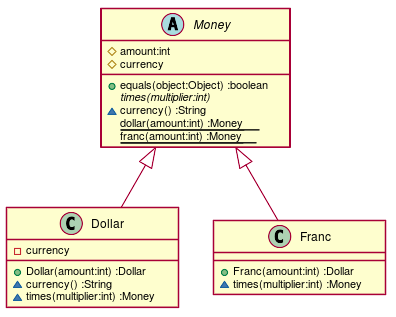 A Money
amount:int
currency
equals(object:Object) :boolean
times(multiplier:int)
currency() :String
dollar(amount:int) :Money
franc(amount:int) :Money
C Dollar
currency
Dollar(amount:int) :Dollar
currency() :String
times(multiplier:int) :Money
C Franc
Franc(amount:int) :Dollar
times(multiplier:int) :Money